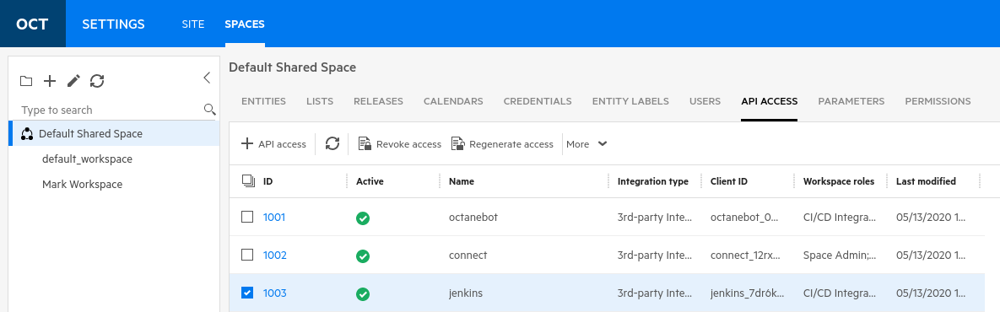 OCT SETTINGS SITE SPACES
Default Shared Space
ENTITIES LISTS RELEASES CALENDARS CREDENTIALS ENTITY LABELS USERS API ACCESS PARAMETERS PERMISSIONS
Type to search
Default Shared Space
default_workspace
Mark Workspace
API access Revoke access Regenerate access More
ID Active Name Integration type Client ID Workspace roles Last modified
1001 octanebot 3rd-party Inte... octanebot_0... CI/CD Integra... 05/13/2020 1...
1002 connect 3rd-party Inte... connect_12rx... Space Admin;... 05/13/2020 1...
1003 jenkins 3rd-party Inte... jenkins_7drók... CI/CD Integra... 05/13/2020 1...